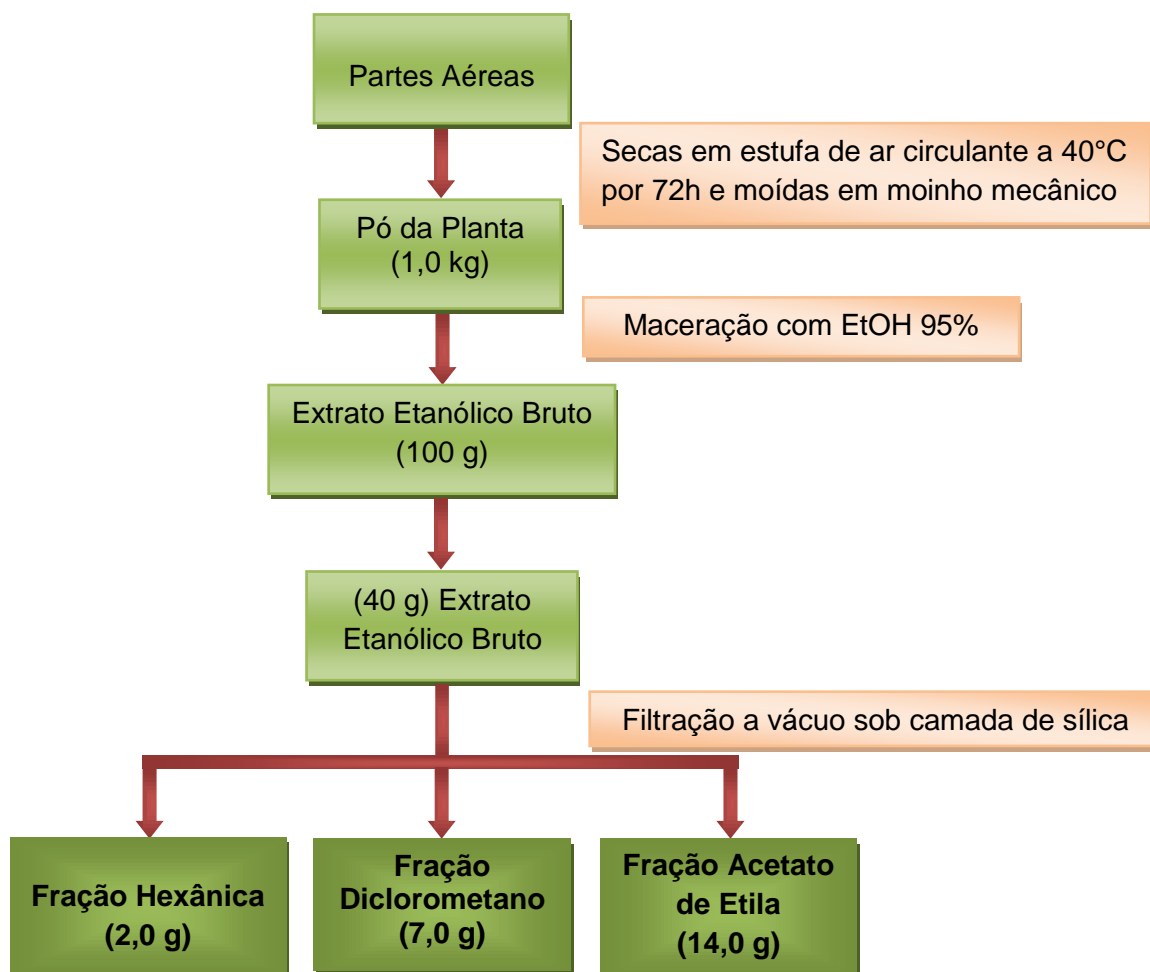 Partes Aéreas
Secas em estufa de ar circulante a 40°C
por 72h e moídas em moinho mecânico
Pó da Planta
(1,0 kg)
Maceração com EtOH 95%
Extrato Etanólico Bruto
(100 g)
(40 g) Extrato
Etanólico Bruto
Filtração a vácuo sob camada de sílica
Fração Hexânica
(2,0 g)
Fração
Diclorometano
(7,0 g)
Fração Acetato
de Etila
(14,0 g)